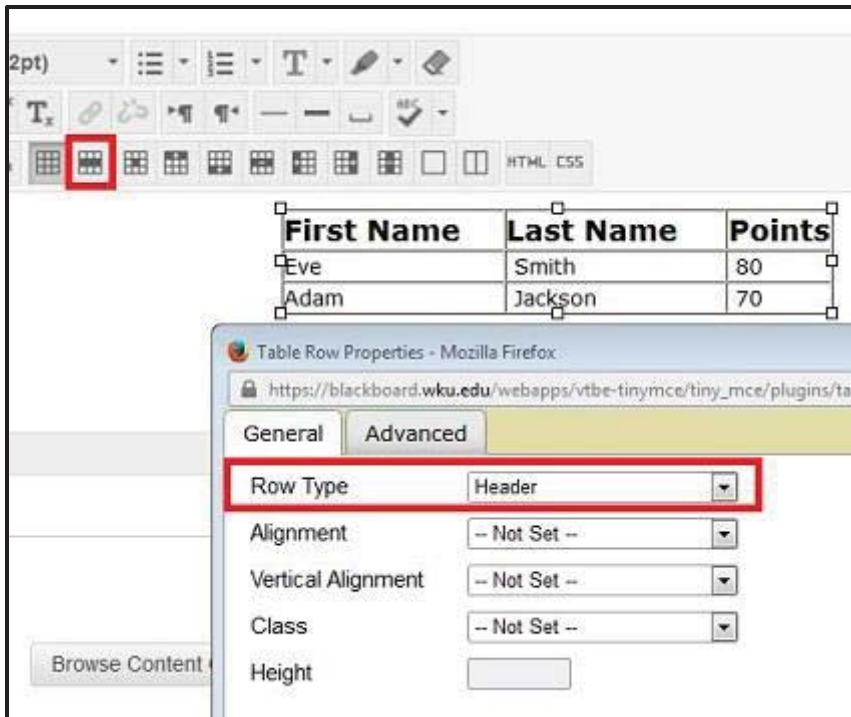 2pt)
T
Tx ¶ ¶ ABC
HTML CSS
First Name Last Name Points
Eve Smith 80
Adam Jackson 70
Table Row Properties - Mozilla Firefox
https://blackboard.wku.edu/webapps/vtbe-tinymce/tiny_mce/plugins/ta
General Advanced
Row Type Header
Alignment -- Not Set --
Vertical Alignment -- Not Set --
Class -- Not Set --
Height
Browse Content